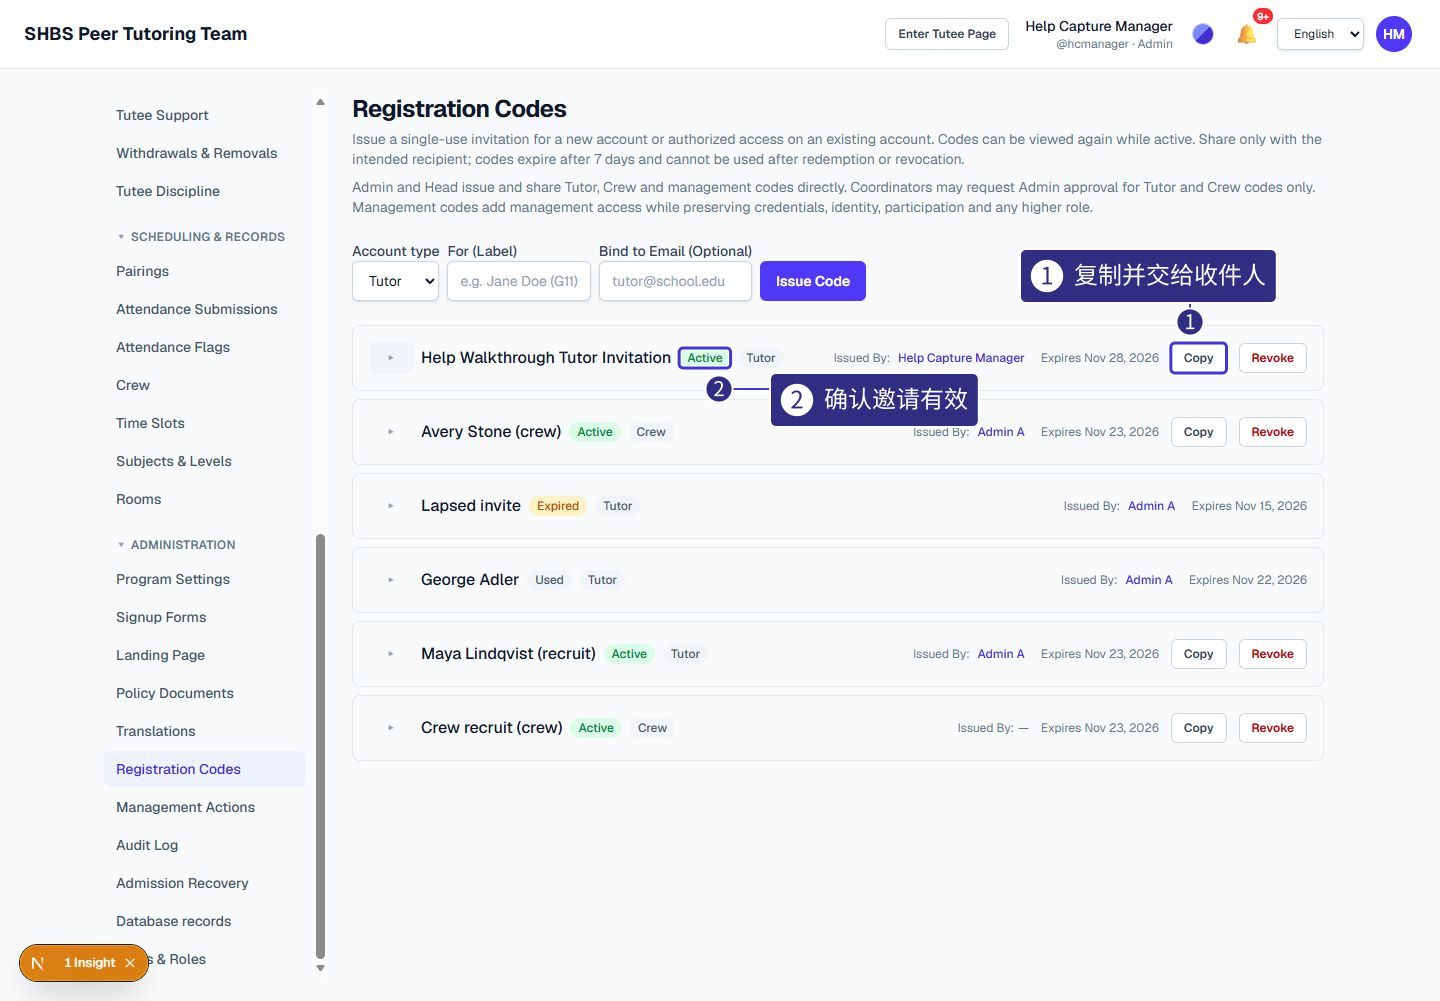 SHBS Peer Tutoring Team
Enter Tutee Page
Help Capture Manager
@hcmanager · Admin
9+
English
HM
Tutee Support
Withdrawals & Removals
Tutee Discipline
SCHEDULING & RECORDS
Pairings
Attendance Submissions
Attendance Flags
Crew
Time Slots
Subjects & Levels
Rooms
ADMINISTRATION
Program Settings
Signup Forms
Landing Page
Policy Documents
Translations
Registration Codes
Management Actions
Audit Log
Admission Recovery
Database records
& Roles
1 Insight
Registration Codes
Issue a single-use invitation for a new account or authorized access on an existing account. Codes can be viewed again while active. Share only with the
intended recipient; codes expire after 7 days and cannot be used after redemption or revocation.
Admin and Head issue and share Tutor, Crew and management codes directly. Coordinators may request Admin approval for Tutor and Crew codes only.
Management codes add management access while preserving credentials, identity, participation and any higher role.
Account type For (Label) Bind to Email (Optional)
Tutor e.g. Jane Doe (G11) tutor@school.edu Issue Code
1 复制并交给收件人
1
Help Walkthrough Tutor Invitation Active Tutor Issued By: Help Capture Manager Expires Nov 28, 2026 Copy Revoke
2
2 确认邀请有效
Avery Stone (crew) Active Crew Issued By: Admin A Expires Nov 23, 2026 Copy Revoke
Lapsed invite Expired Tutor Issued By: Admin A Expires Nov 15, 2026
George Adler Used Tutor Issued By: Admin A Expires Nov 22, 2026
Maya Lindqvist (recruit) Active Tutor Issued By: Admin A Expires Nov 23, 2026 Copy Revoke
Crew recruit (crew) Active Crew Issued By: — Expires Nov 23, 2026 Copy Revoke